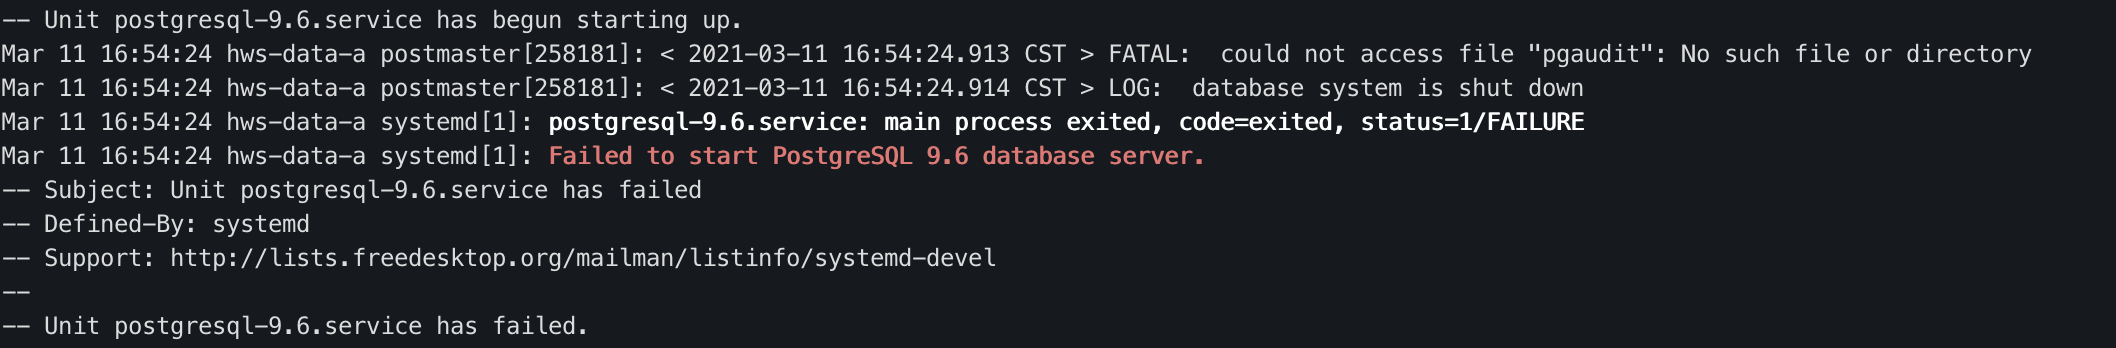 -- Unit postgresql-9.6.service has begun starting up.
Mar 11 16:54:24 hws-data-a postmaster[258181]: < 2021-03-11 16:54:24.913 CST > FATAL:  could not access file "pgaudit": No such file or directory
Mar 11 16:54:24 hws-data-a postmaster[258181]: < 2021-03-11 16:54:24.914 CST > LOG:  database system is shut down
Mar 11 16:54:24 hws-data-a systemd[1]: postgresql-9.6.service: main process exited, code=exited, status=1/FAILURE
Mar 11 16:54:24 hws-data-a systemd[1]: Failed to start PostgreSQL 9.6 database server.
-- Subject: Unit postgresql-9.6.service has failed
-- Defined-By: systemd
-- Support: http://lists.freedesktop.org/mailman/listinfo/systemd-devel
--
-- Unit postgresql-9.6.service has failed.